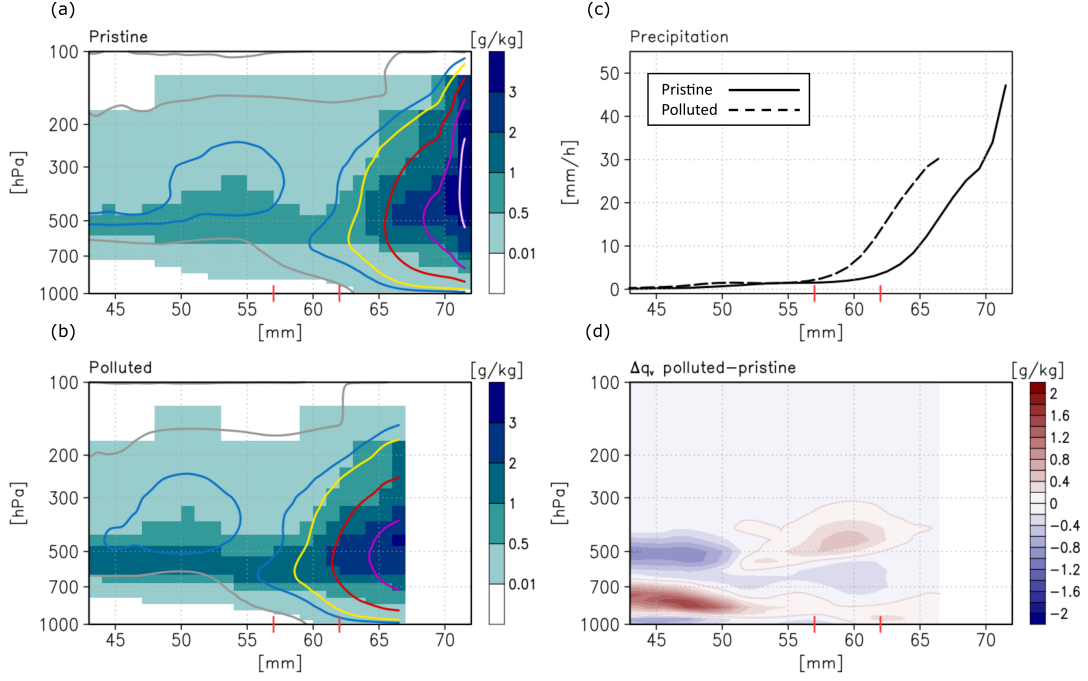 (a)
Pristine
[g/kg]
100
200
300
500
700
1000
[hPa]
45 50 55 60 65 70
[mm]
3
2
1
0.5
0.01
(c)
Precipitation
50
40
30
20
10
0
[mm/h]
Pristine
Polluted
45 50 55 60 65 70
[mm]
(b)
Polluted
[g/kg]
100
200
300
500
700
1000
[hPa]
45 50 55 60 65 70
[mm]
3
2
1
0.5
0.01
(d)
Δqv polluted−pristine
[g/kg]
100
200
300
500
700
1000
[hPa]
45 50 55 60 65 70
[mm]
2
1.6
1.2
0.8
0.4
0
−0.4
−0.8
−1.2
−1.6
−2